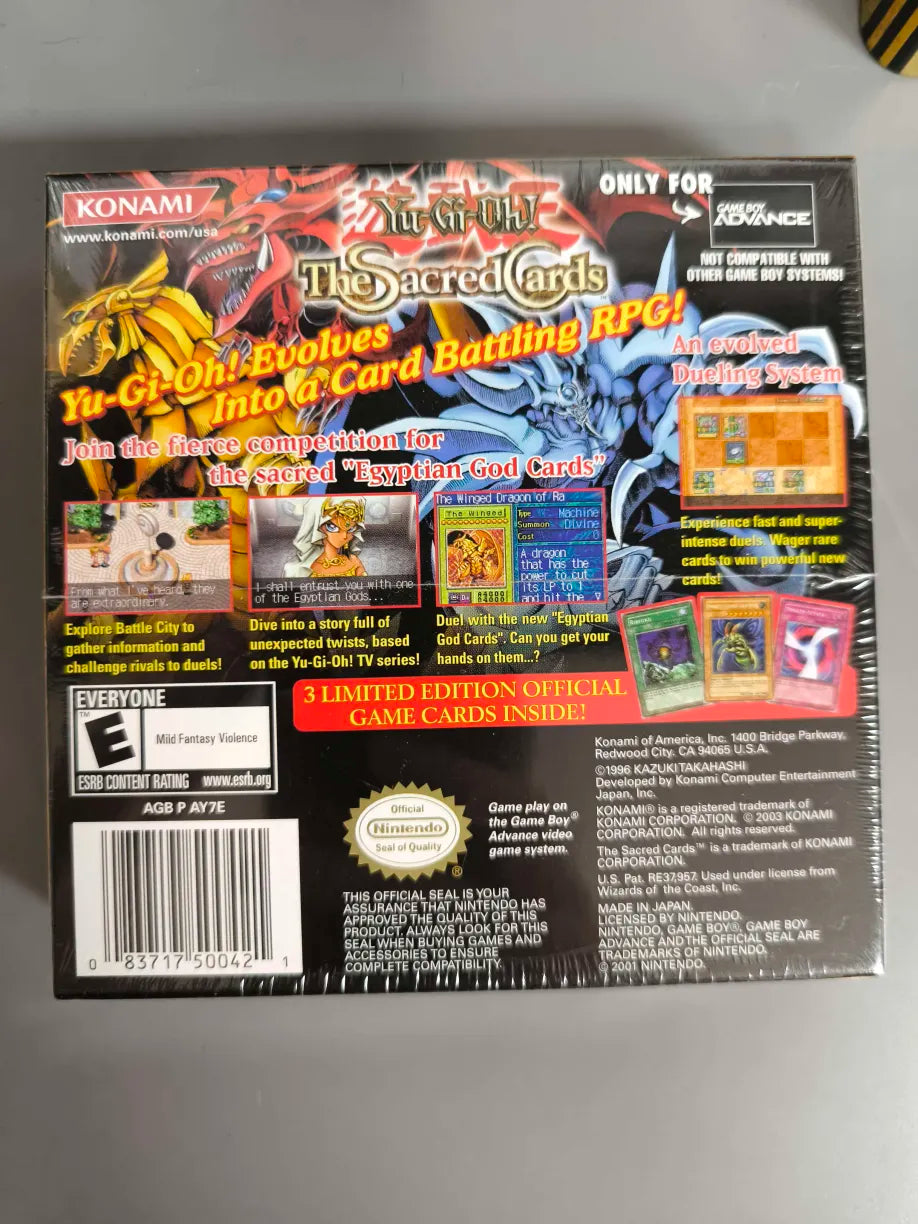 KONAMI
www.konami.com/usa
Yu-Gi-Oh!
The Sacred Cards
ONLY FOR
GAME BOY
ADVANCE
NOT COMPATIBLE WITH
OTHER GAME BOY SYSTEMS!
Yu-Gi-Oh! Evolves
Into a Card Battling RPG!
An evolved
Dueling System
Join the fierce competition for
the sacred "Egyptian God Cards"
From what I've heard, they
are extraordinary.
I shall entrust you with one
of the Egyptian Gods...
The Winged Dragon of Ra
The Winged
Type Machine
Summon Divine
Cost 0
A dragon
that has the
power to cut
its LP to 1
and hit the
Experience fast and super-
intense duels. Wager rare
cards to win powerful new
cards!
Explore Battle City to
gather information and
challenge rivals to duels!
Dive into a story full of
unexpected twists, based
on the Yu-Gi-Oh! TV series!
Duel with the new "Egyptian
God Cards". Can you get your
hands on them...?
3 LIMITED EDITION OFFICIAL
GAME CARDS INSIDE!
EVERYONE
E
TM
Mild Fantasy Violence
ESRB CONTENT RATING www.esrb.org
AGB P AY7E
0 83717 50042 1
Official
Nintendo
Seal of Quality
®
Game play on
the Game Boy®
Advance video
game system.
THIS OFFICIAL SEAL IS YOUR
ASSURANCE THAT NINTENDO HAS
APPROVED THE QUALITY OF THIS
PRODUCT. ALWAYS LOOK FOR THIS
SEAL WHEN BUYING GAMES AND
ACCESSORIES TO ENSURE
COMPLETE COMPATIBILITY.
Konami of America, Inc. 1400 Bridge Parkway,
Redwood City. CA 94065 U.S.A.
©1996 KAZUKI TAKAHASHI
Developed by Konami Computer Entertainment
Japan, Inc.
KONAMI® is a registered trademark of
KONAMI CORPORATION. © 2003 KONAMI
CORPORATION. All rights reserved.
The Sacred Cards™ is a trademark of KONAMI
CORPORATION.
U.S. Pat. RE37957. Used under license from
Wizards of the Coast, Inc.
MADE IN JAPAN.
LICENSED BY NINTENDO.
NINTENDO, GAME BOY®, GAME BOY
ADVANCE AND THE OFFICIAL SEAL ARE
TRADEMARKS OF NINTENDO.
© 2001 NINTENDO.